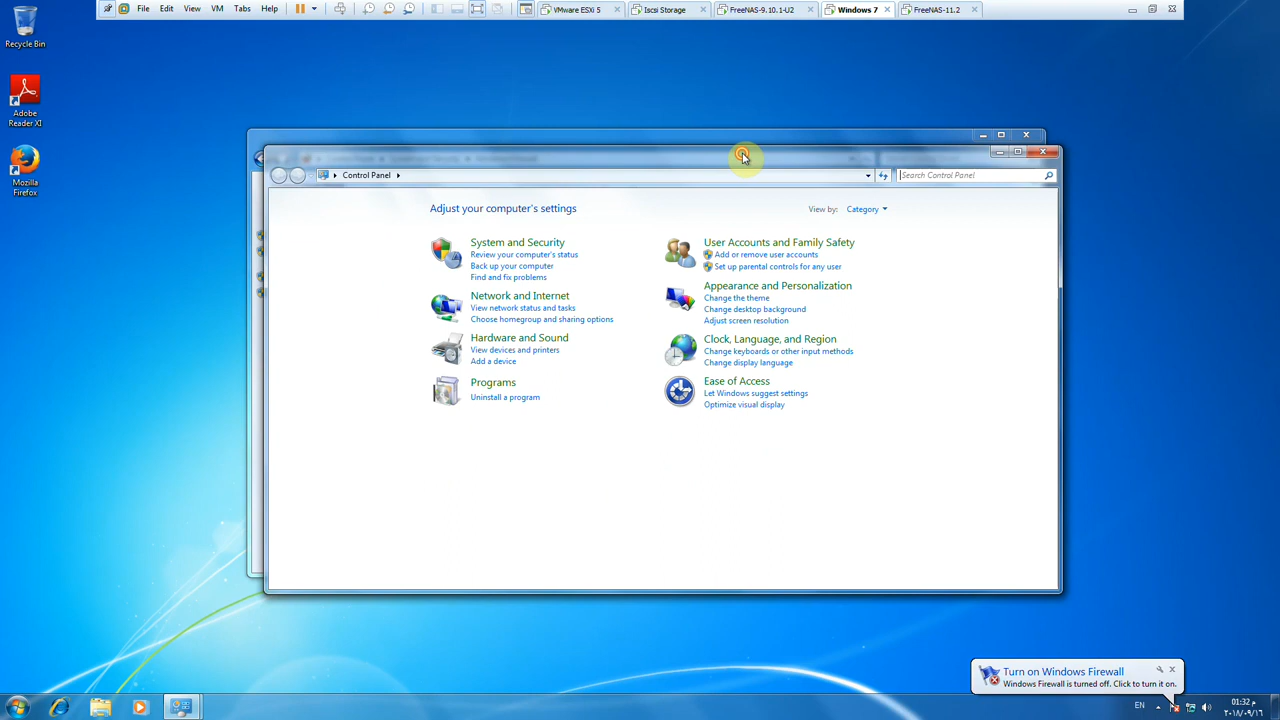 File Edit View VM Tabs Help
VMware ESXi 5
Iscsi Storage
FreeNAS-9.10.1-U2
Windows 7
FreeNAS-11.2
Recycle Bin
Adobe
Reader XI
Mozilla
Firefox
Control Panel
Search Control Panel
Adjust your computer's settings
View by: Category
System and Security
Review your computer's status
Back up your computer
Find and fix problems
Network and Internet
View network status and tasks
Choose homegroup and sharing options
Hardware and Sound
View devices and printers
Add a device
Programs
Uninstall a program
User Accounts and Family Safety
Add or remove user accounts
Set up parental controls for any user
Appearance and Personalization
Change the theme
Change desktop background
Adjust screen resolution
Clock, Language, and Region
Change keyboards or other input methods
Change display language
Ease of Access
Let Windows suggest settings
Optimize visual display
Turn on Windows Firewall
Windows Firewall is turned off. Click to turn it on.
EN
01:32 م
٢٠١٨/٠٩/١٦